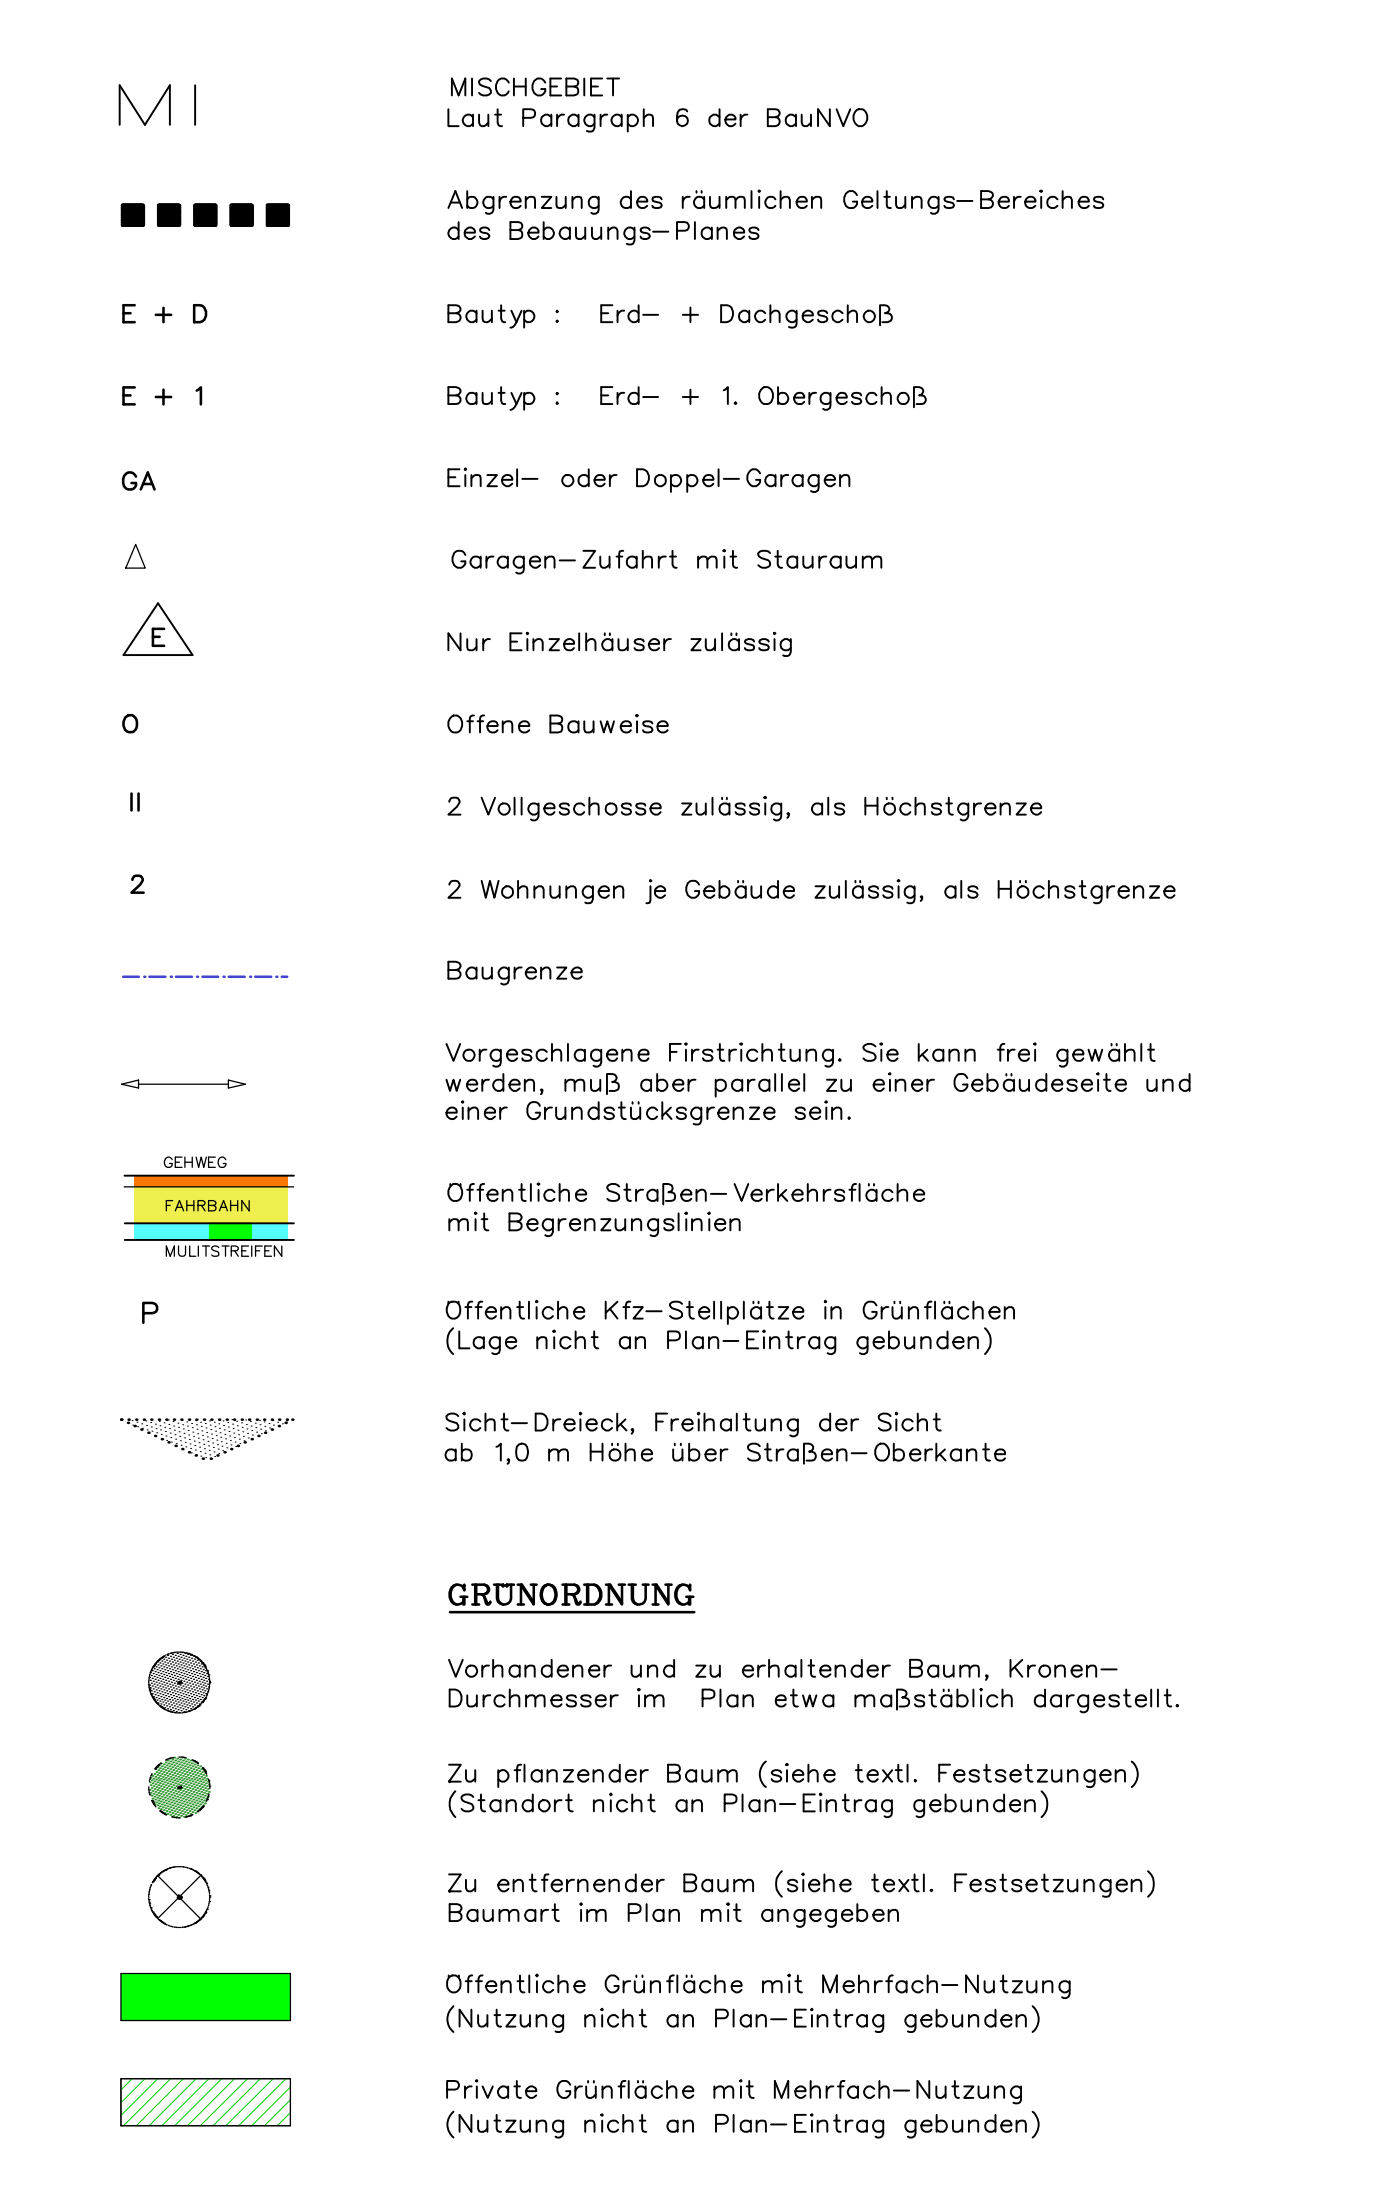 MI
MISCHGEBIET
Laut Paragraph 6 der BauNVO
Abgrenzung des räumlichen Geltungs-Bereiches
des Bebauungs-Planes
E + D
Bautyp : Erd- + Dachgeschoß
E + 1
Bautyp : Erd- + 1. Obergeschoß
GA
Einzel- oder Doppel-Garagen
Garagen-Zufahrt mit Stauraum
E
Nur Einzelhäuser zulässig
O
Offene Bauweise
II
2 Vollgeschosse zulässig, als Höchstgrenze
2
2 Wohnungen je Gebäude zulässig, als Höchstgrenze
Baugrenze
Vorgeschlagene Firstrichtung. Sie kann frei gewählt
werden, muß aber parallel zu einer Gebäudeseite und
einer Grundstücksgrenze sein.
GEHWEG
FAHRBAHN
MULITSTREIFEN
Öffentliche Straßen-Verkehrsfläche
mit Begrenzungslinien
P
Öffentliche Kfz-Stellplätze in Grünflächen
(Lage nicht an Plan-Eintrag gebunden)
Sicht-Dreieck, Freihaltung der Sicht
ab 1,0 m Höhe über Straßen-Oberkante
GRÜNORDNUNG
Vorhandener und zu erhaltender Baum, Kronen-
Durchmesser im Plan etwa maßstäblich dargestellt.
Zu pflanzender Baum (siehe textl. Festsetzungen)
(Standort nicht an Plan-Eintrag gebunden)
Zu entfernender Baum (siehe textl. Festsetzungen)
Baumart im Plan mit angegeben
Öffentliche Grünfläche mit Mehrfach-Nutzung
(Nutzung nicht an Plan-Eintrag gebunden)
Private Grünfläche mit Mehrfach-Nutzung
(Nutzung nicht an Plan-Eintrag gebunden)